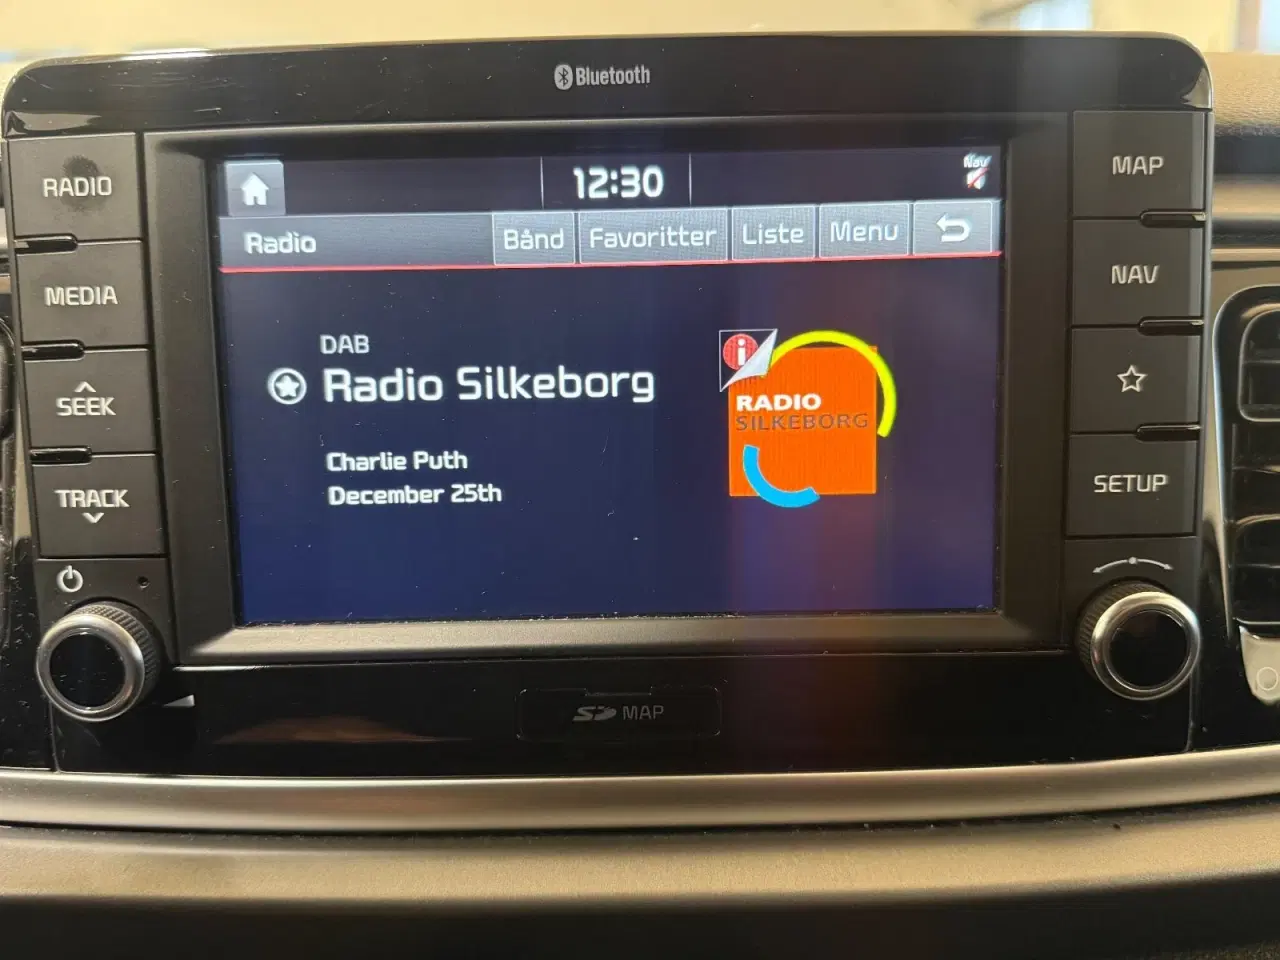 Bluetooth
RADIO
MEDIA
SEEK
TRACK
12:30
Nav
Radio
Bånd
Favoritter
Liste
Menu
DAB
Radio Silkeborg
Charlie Puth
December 25th
i
RADIO
SILKEBORG
MAP
NAV
SETUP
SD MAP